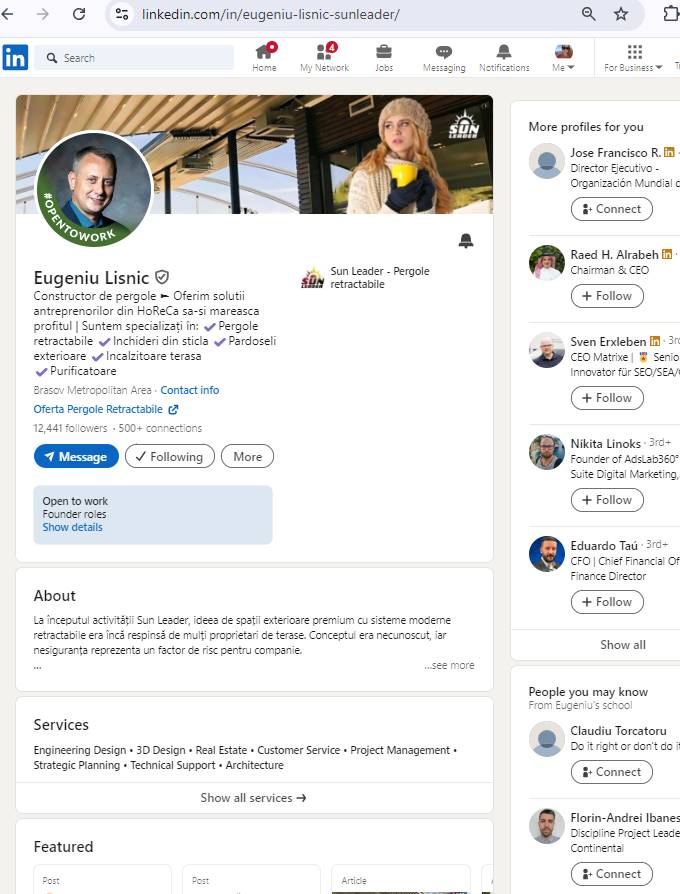 linkedin.com/in/eugeniu-lisnic-sunleader/
in
Search
Home
4
My Network
Jobs
Messaging
Notifications
Me
For Business
SUN
LEADER
#OPENTOWORK
Eugeniu Lisnic
Constructor de pergole ► Oferim solutii
antreprenorilor din HoReCa sa-si mareasca
profitul | Suntem specializați în: ✔ Pergole
retractabile ✔ Inchideri din sticla ✔ Pardoseli
exterioare ✔ Incalzitoare terasa
✔ Purificatoare
SUN
LEADER
Sun Leader - Pergole
retractabile
Brasov Metropolitan Area · Contact info
Oferta Pergole Retractabile
12,441 followers · 500+ connections
Message
Following
More
Open to work
Founder roles
Show details
About
La începutul activității Sun Leader, ideea de spații exterioare premium cu sisteme moderne
retractabile era încă respinsă de mulți proprietari de terase. Conceptul era necunoscut, iar
nesiguranța reprezenta un factor de risc pentru companie.
...
...see more
Services
Engineering Design • 3D Design • Real Estate • Customer Service • Project Management •
Strategic Planning • Technical Support • Architecture
Show all services →
Featured
Post
Post
Article
More profiles for you
Jose Francisco R. in ·
Director Ejecutivo -
Organización Mundial
Connect
Raed H. Alrabeh in ·
Chairman & CEO
Follow
Sven Erxleben in · 3r
CEO Matrixe | 🏅 Senio
Innovator für SEO/SEA/
Follow
Nikita Linoks · 3rd+
Founder of AdsLab360°
Suite Digital Marketing,
Follow
Eduardo Taú · 3rd+
CFO | Chief Financial Of
Finance Director
Follow
Show all
People you may know
From Eugeniu's school
Claudiu Torcatoru
Do it right or don't do it
Connect
Florin-Andrei Ibanes
Discipline Project Leade
Continental
Connect